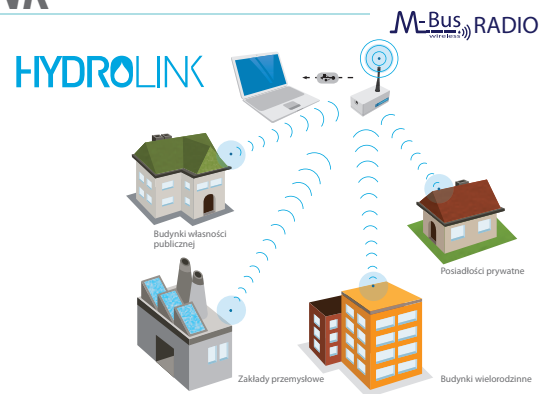 M-Bus RADIO
wireless
HYDROLINK
Budynki własności
publicznej
Posiadłości prywatne
Zakłady przemysłowe
Budynki wielorodzinne